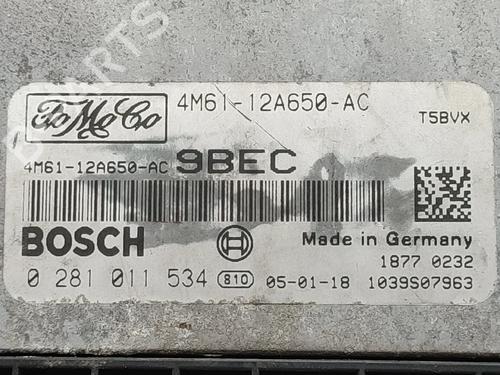 PARTS
FoMoCo
4M61-12A650-AC
T5BVX
4M61-12A650-AC 9BEC
BOSCH
Made in Germany
1877 0232
0 281 011 534 810 05-01-18 1039S07963